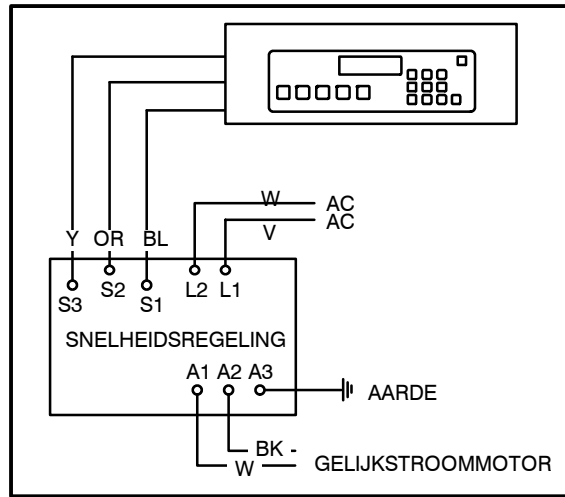 W AC
V AC
Y OR BL
S3 S2 S1 L2 L1
SNELHEIDSREGELING
A1 A2 A3
AARDE
BK -
W GELIJKSTROOMMOTOR